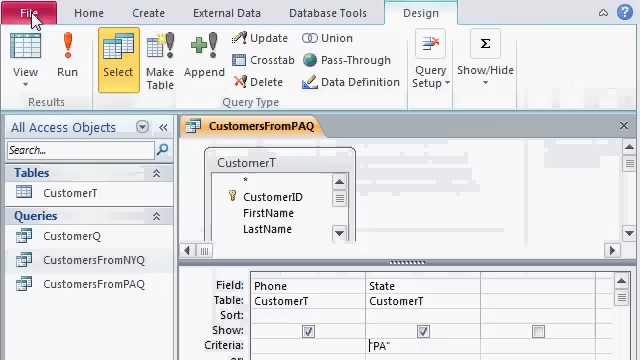 File Home Create External Data Database Tools Design
View Run Select Make Table Append Update Crosstab Delete Union Pass-Through Data Definition Query Setup Show/Hide
Results Query Type
All Access Objects
Search...
Tables
CustomerT
Queries
CustomerQ
CustomersFromNYQ
CustomersFromPAQ
CustomersFromPAQ
CustomerT
*
CustomerID
FirstName
LastName
Field: Phone State
Table: CustomerT CustomerT
Sort:
Show:
Criteria: "PA"
or: